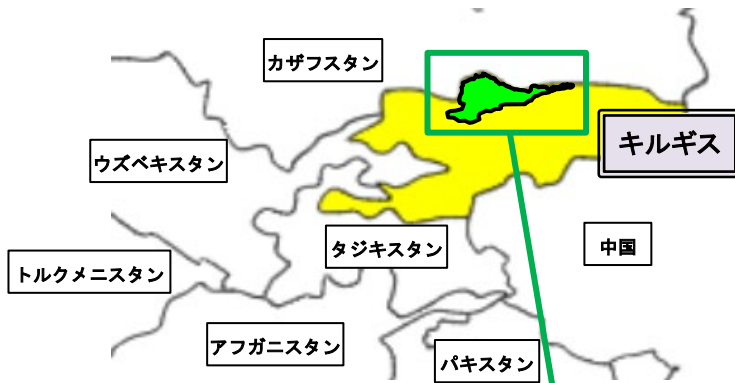 カザフスタン
キルギス
ウズベキスタン
タジキスタン
中国
トルクメニスタン
アフガニスタン
パキスタン